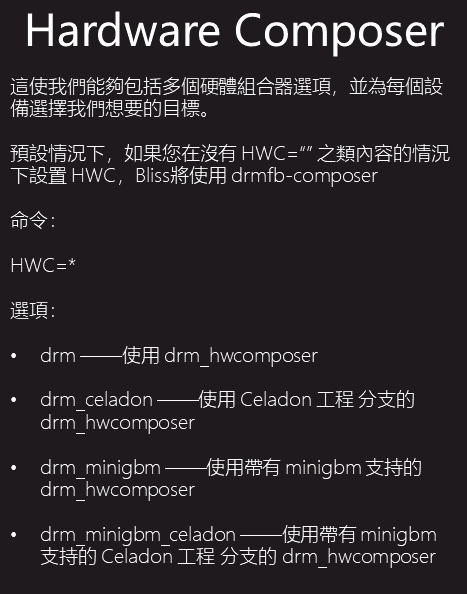 Hardware Composer
這使我們能夠包括多個硬體組合器選項，並為每個設
備選擇我們想要的目標。
預設情況下，如果您在沒有 HWC=“” 之類內容的情況
下設置 HWC，Bliss將使用 drmfb-composer
命令：
HWC=*
選項：
• drm ——使用 drm_hwcomposer
• drm_celadon ——使用 Celadon 工程 分支的
drm_hwcomposer
• drm_minigbm ——使用帶有 minigbm 支持的
drm_hwcomposer
• drm_minigbm_celadon ——使用帶有 minigbm
支持的 Celadon 工程 分支的 drm_hwcomposer